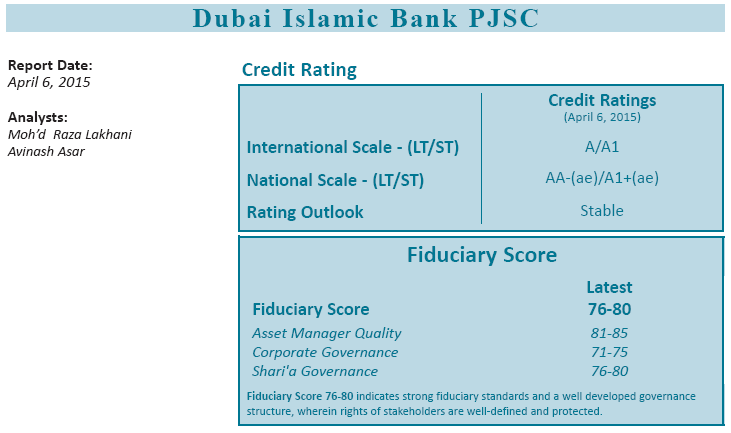 Dubai Islamic Bank PJSC
Report Date:
April 6, 2015
Analysts:
Moh’d Raza Lakhani
Avinash Asar
Credit Rating
Credit Ratings
(April 6, 2015)
International Scale - (LT/ST) A/A1
National Scale - (LT/ST) AA-(ae)/A1+(ae)
Rating Outlook Stable
Fiduciary Score
Latest
Fiduciary Score 76-80
Asset Manager Quality 81-85
Corporate Governance 71-75
Shari'a Governance 76-80
Fiduciary Score 76-80 indicates strong fiduciary standards and a well developed governance
structure, wherein rights of stakeholders are well-defined and protected.